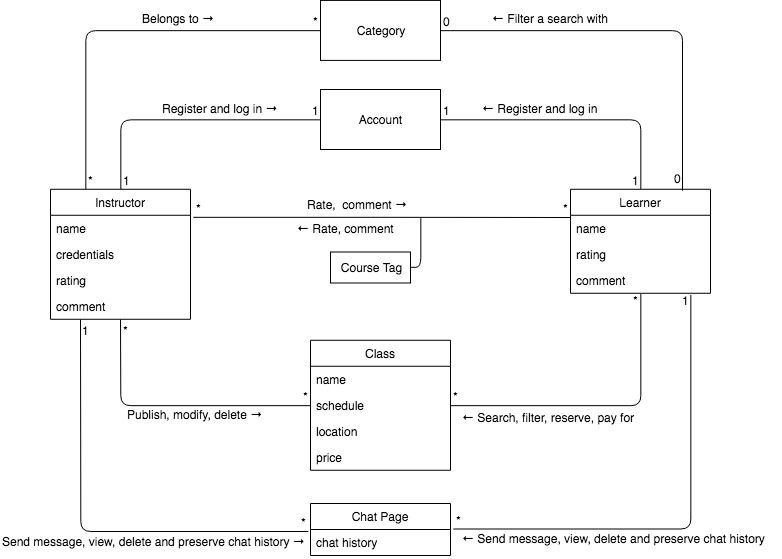 Belongs to →
*
Category
0
← Filter a search with
Register and log in →
1
Account
1
← Register and log in
*
1
1
0
Instructor
name
credentials
rating
comment
*
Rate, comment →
*
← Rate, comment
Course Tag
Learner
name
rating
comment
1
*
*
1
Class
name
schedule
location
price
*
*
Publish, modify, delete →
← Search, filter, reserve, pay for
*
*
Chat Page
chat history
Send message, view, delete and preserve chat history →
← Send message, view, delete and preserve chat history